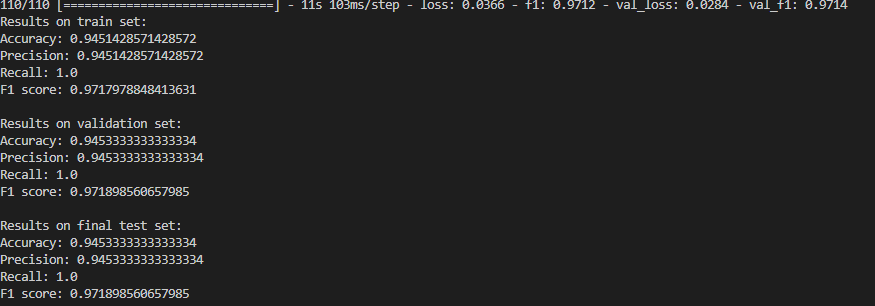 110/110 [==============================] - 11s 103ms/step - loss: 0.0366 - f1: 0.9712 - val_loss: 0.0284 - val_f1: 0.9714
Results on train set:
Accuracy: 0.9451428571428572
Precision: 0.9451428571428572
Recall: 1.0
F1 score: 0.9717978848413631
Results on validation set:
Accuracy: 0.9453333333333334
Precision: 0.9453333333333334
Recall: 1.0
F1 score: 0.971898560657985
Results on final test set:
Accuracy: 0.9453333333333334
Precision: 0.9453333333333334
Recall: 1.0
F1 score: 0.971898560657985